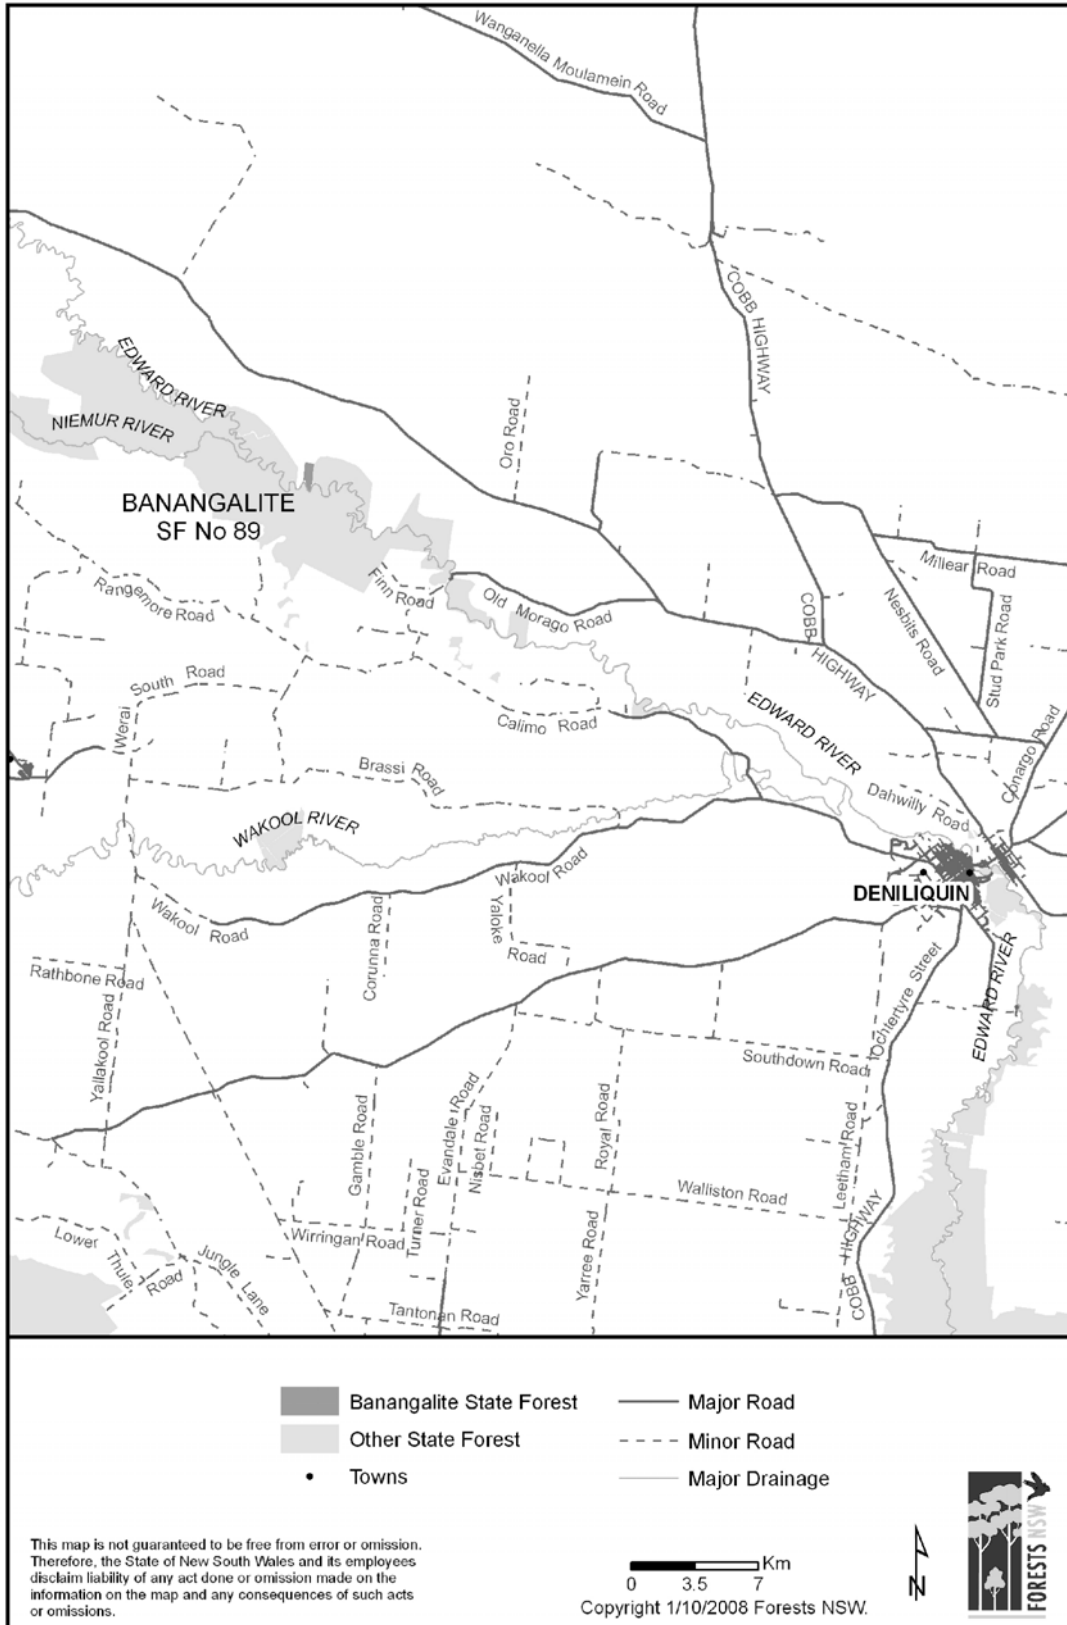 Wanganella Moulamein Road
COBB HIGHWAY
EDWARD RIVER
NIEMUR RIVER
Oro Road
BANANGALITE
SF No 89
Finn Road
Old Morago Road
Rangemore Road
Millear Road
Nesbits Road
Stud Park Road
COBB HIGHWAY
South Road
Werai
Calimo Road
EDWARD RIVER
Conargo Road
Brassi Road
Dahwilly Road
WAKOOL RIVER
Wakool Road
DENILIQUIN
Wakool Road
Corunna Road
Yaloke
Road
Rathbone Road
Yallakool Road
Ochtertyre Street
EDWARD RIVER
Southdown Road
Gamble Road
Evandale Road
Nisbet Road
Royal Road
Leetham Road
Turner Road
Walliston Road
Wirringan Road
Yarree Road
COBB HIGHWAY
Lower Thule Road
Jungle Lane
Tantonan Road
Banangalite State Forest
Other State Forest
Towns
Major Road
Minor Road
Major Drainage
This map is not guaranteed to be free from error or omission.
Therefore, the State of New South Wales and its employees
disclaim liability of any act done or omission made on the
information on the map and any consequences of such acts
or omissions.
Km
0 3.5 7
Copyright 1/10/2008 Forests NSW.
N
FORESTS NSW